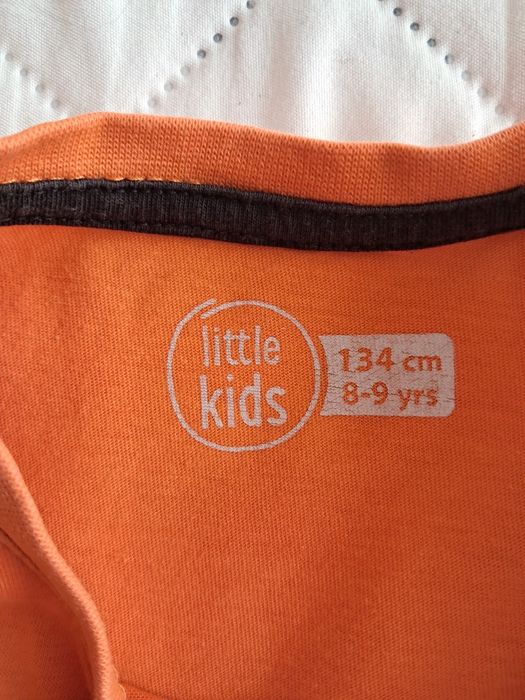 little
kids
134 cm
8-9 yrs